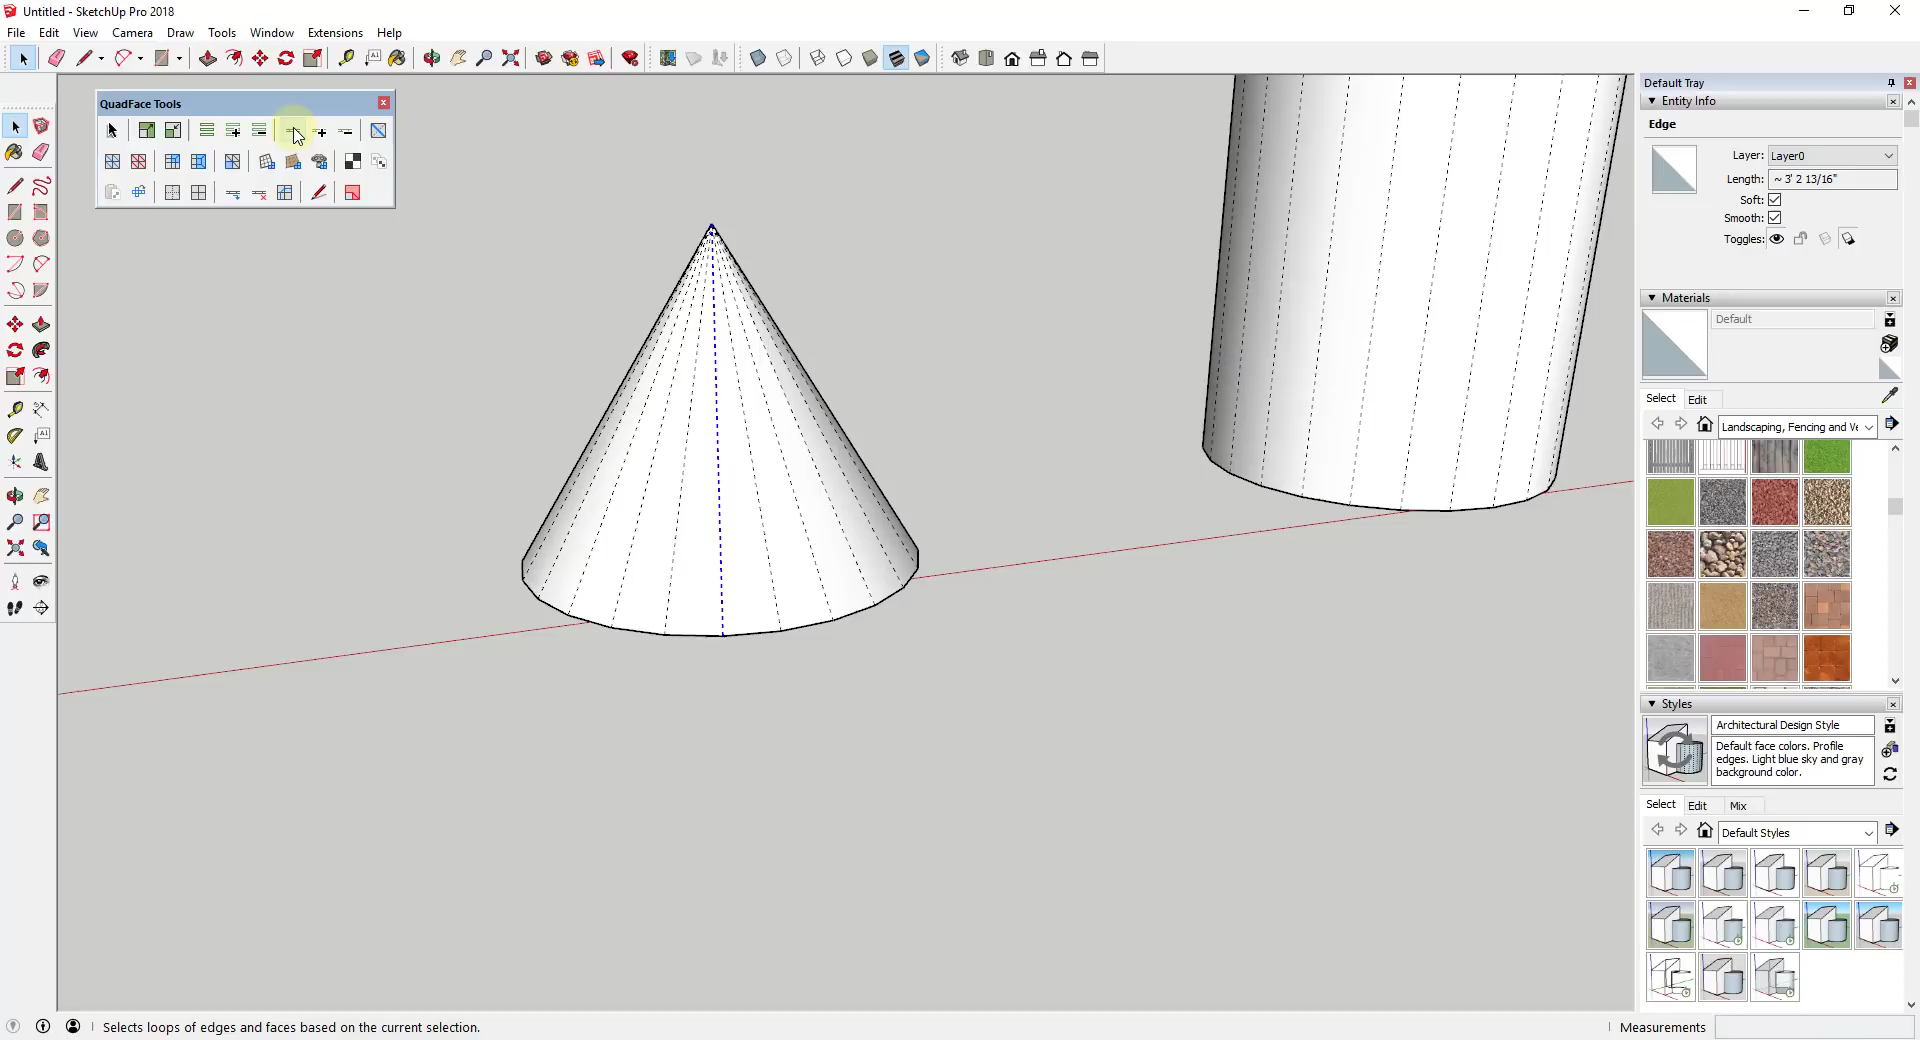 Untitled - SketchUp Pro 2018
File Edit View Camera Draw Tools Window Extensions Help
Default Tray
QuadFace Tools
Entity Info
Edge
Layer: Layer0
Length: ~ 3' 2 13/16"
Soft:
Smooth:
Toggles:
Materials
Default
Select Edit
Landscaping, Fencing and Ve
Styles
Architectural Design Style
Default face colors. Profile
edges. Light blue sky and gray
background color.
Select Edit Mix
Default Styles
Selects loops of edges and faces based on the current selection.
Measurements